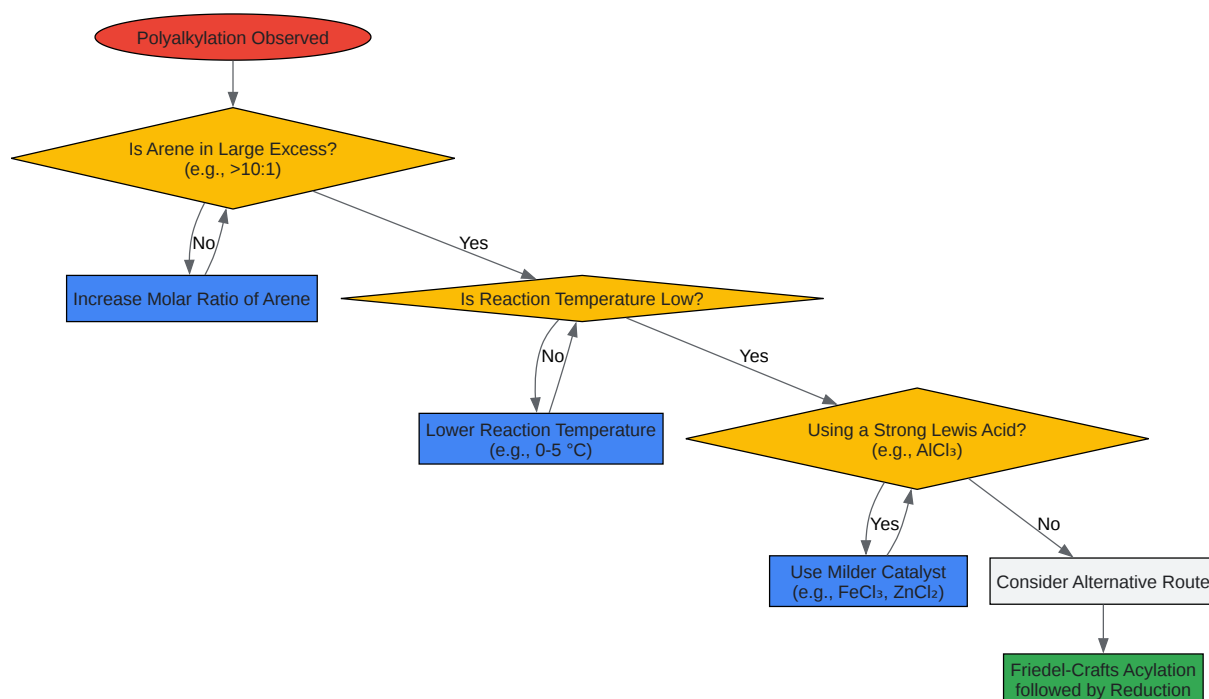 Polyalkylation Observed
Is Arene in Large Excess?
(e.g., >10:1)
No
Yes
Increase Molar Ratio of Arene
Is Reaction Temperature Low?
No
Yes
Lower Reaction Temperature
(e.g., 0-5 °C)
Using a Strong Lewis Acid?
(e.g., AlCl₃)
Yes
No
Use Milder Catalyst
(e.g., FeCl₃, ZnCl₂)
Consider Alternative Route
Friedel-Crafts Acylation
followed by Reduction